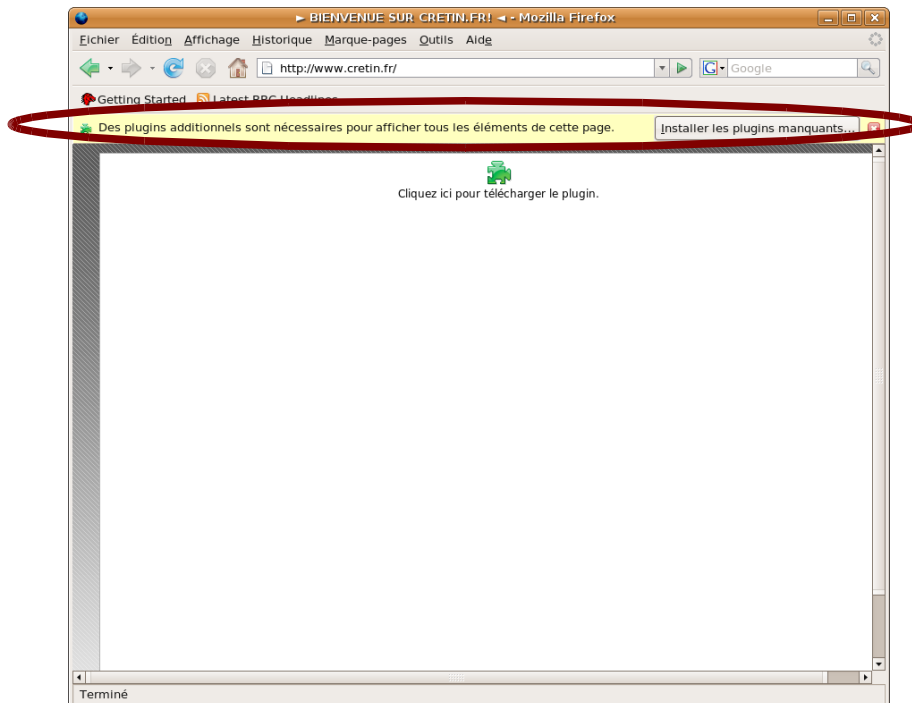 ► BIENVENUE SUR CRETIN.FR! ◄ - Mozilla Firefox
Eichier Édition Affichage Historique Marque-pages Outils Aide
http://www.cretin.fr/ G Google
Getting Started Latest BBC Headlines
Des plugins additionnels sont nécessaires pour afficher tous les éléments de cette page. Installer les plugins manquants...
Cliquez ici pour télécharger le plugin.
Terminé